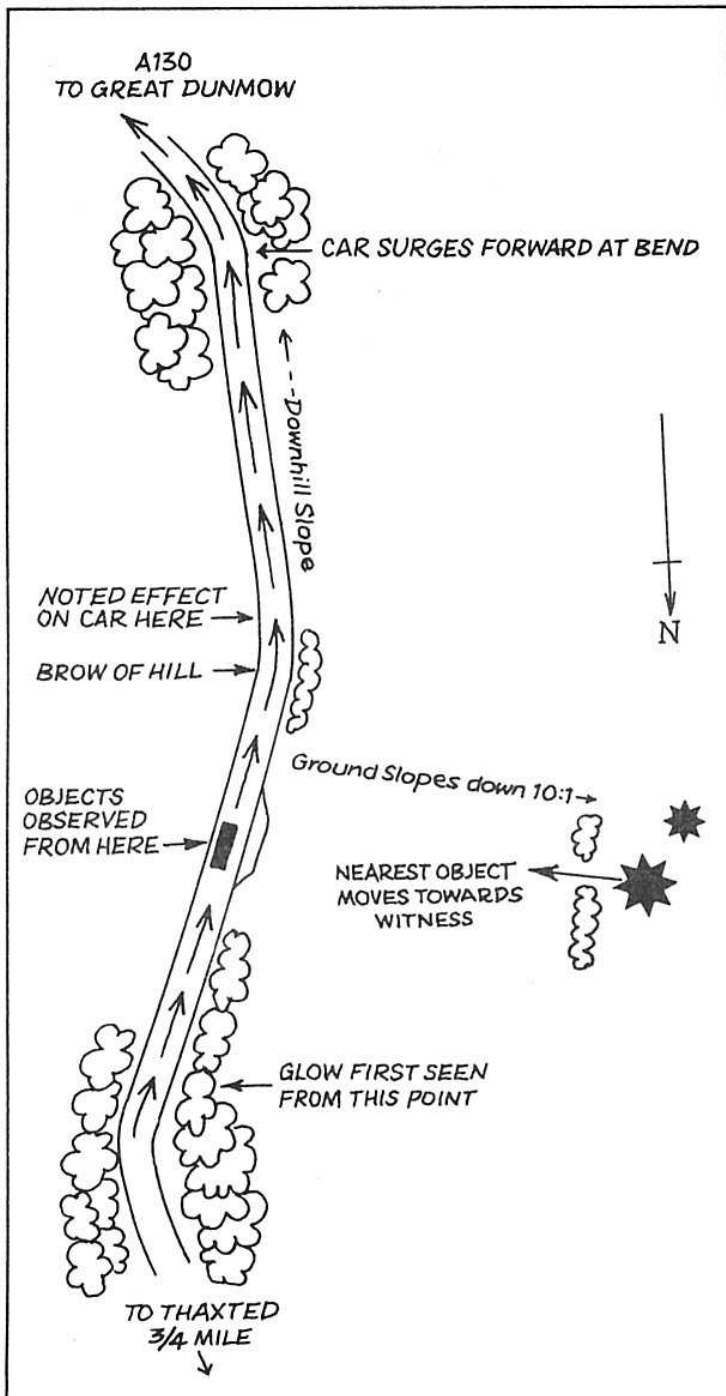 A130
TO GREAT DUNMOW
CAR SURGES FORWARD AT BEND
Downhill Slope
N
NOTED EFFECT
ON CAR HERE
BROW OF HILL
Ground Slopes down 10:1
OBJECTS
OBSERVED
FROM HERE
NEAREST OBJECT
MOVES TOWARDS
WITNESS
GLOW FIRST SEEN
FROM THIS POINT
TO THAXTED
3/4 MILE